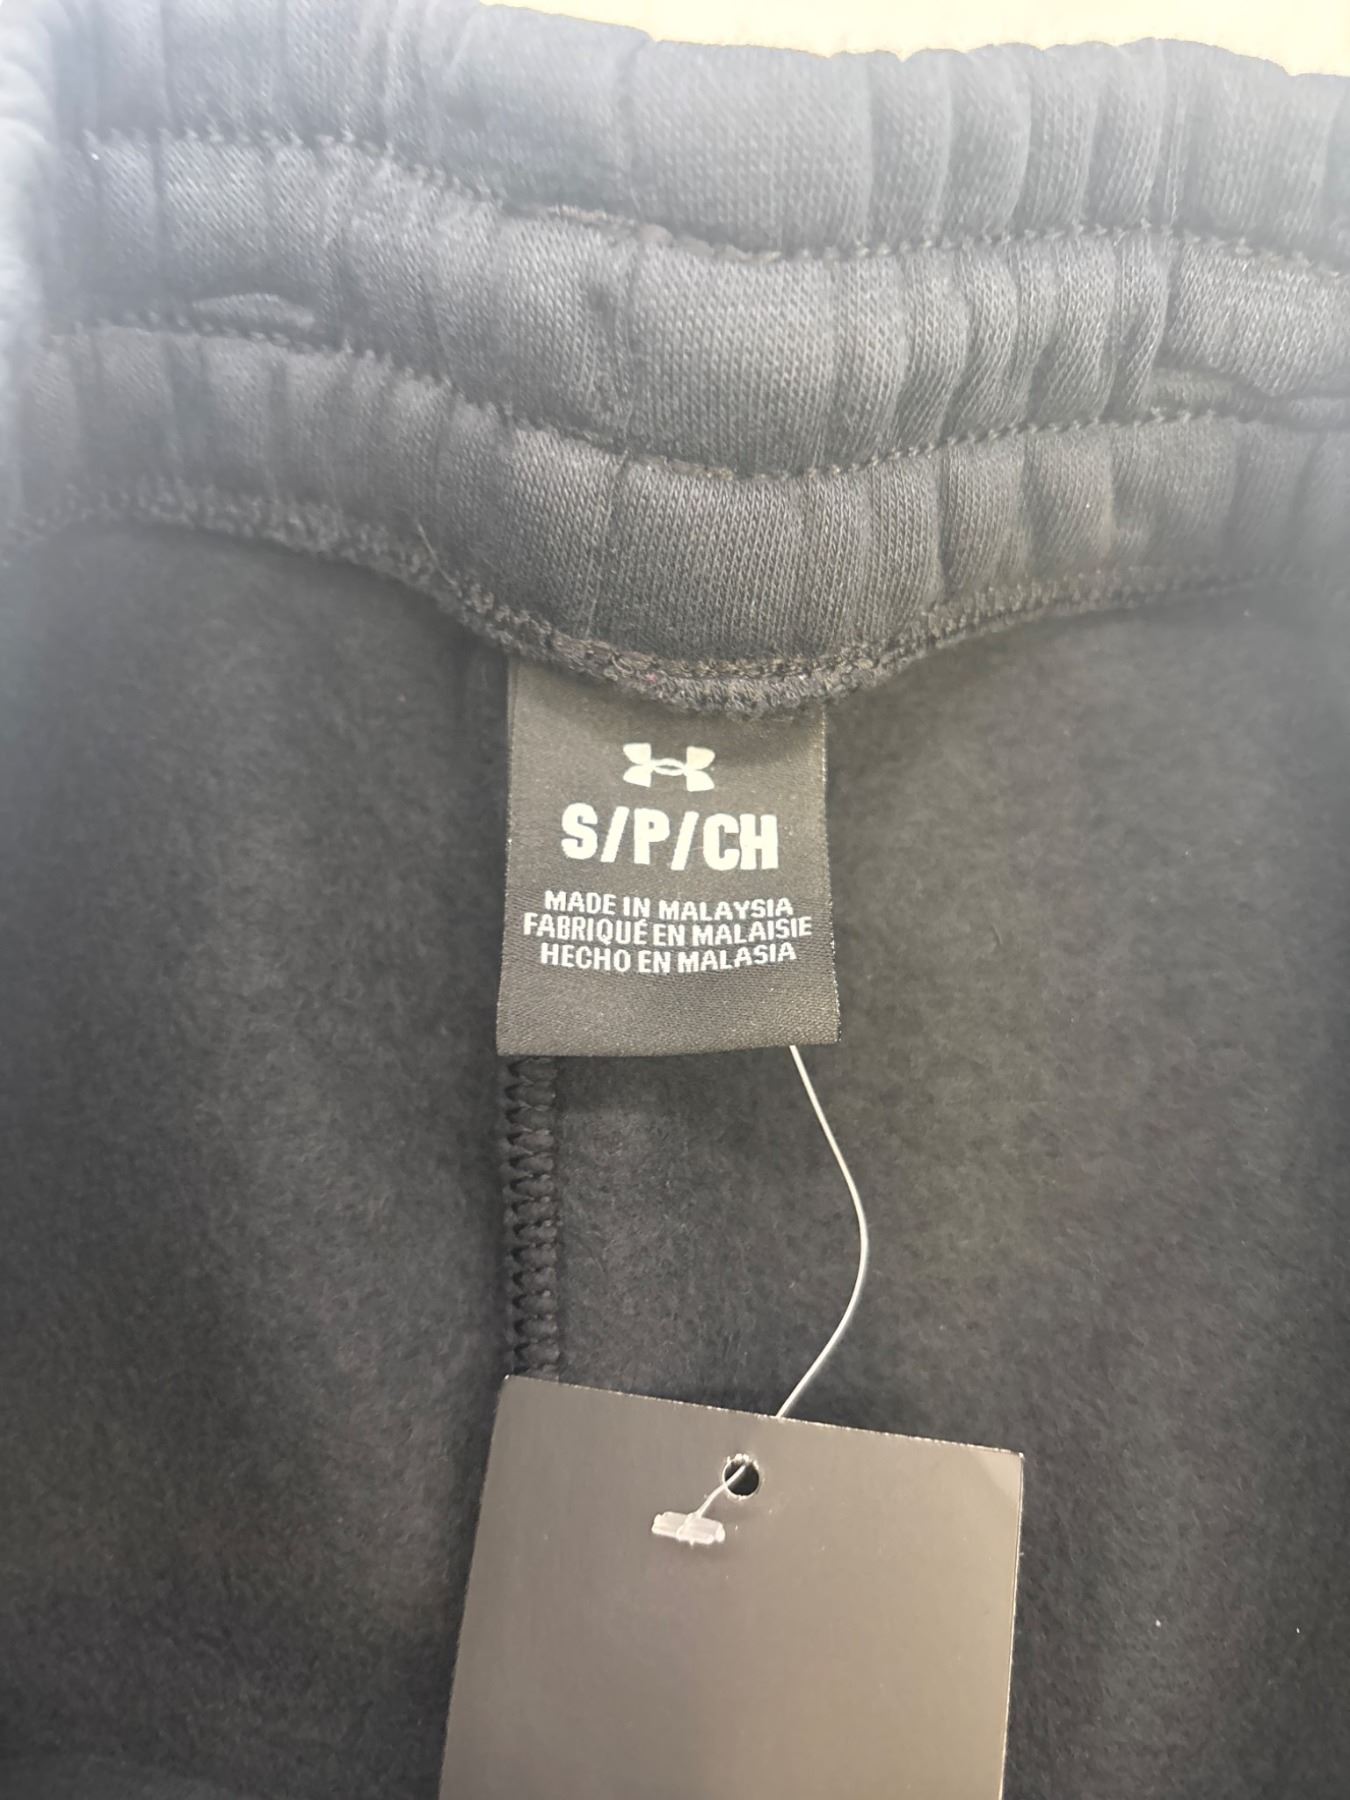 S/P/CH
MADE IN MALAYSIA
FABRIQUÉ EN MALAISIE
HECHO EN MALASIA